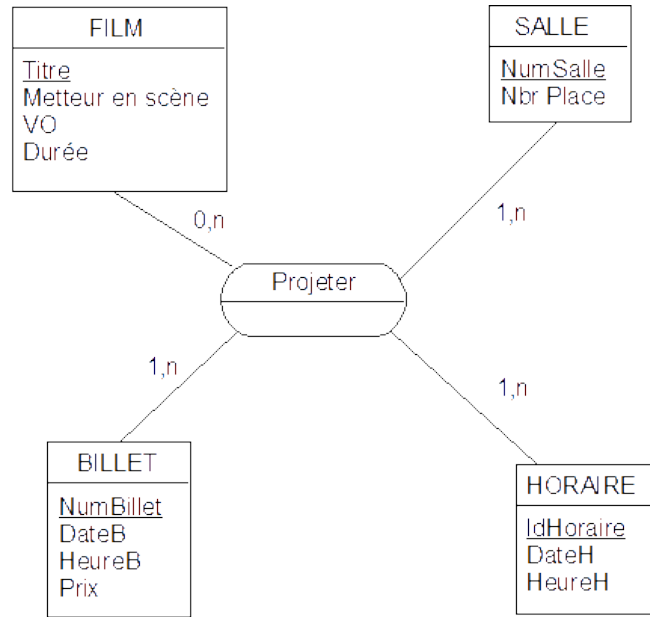 FILM
Titre
Metteur en scène
VO
Durée
SALLE
NumSalle
Nbr Place
0,n
1,n
Projeter
1,n
1,n
BILLET
NumBillet
DateB
HeureB
Prix
HORAIRE
IdHoraire
DateH
HeureH